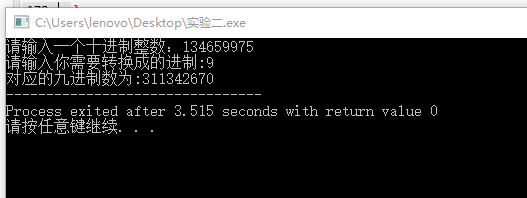 C:\Users\lenovo\Desktop\实验二.exe
请输入一个十进制整数：134659975
请输入你需要转换成的进制:9
对应的九进制数为:311342670
--------------------------------
Process exited after 3.515 seconds with return value 0
请按任意键继续. . .